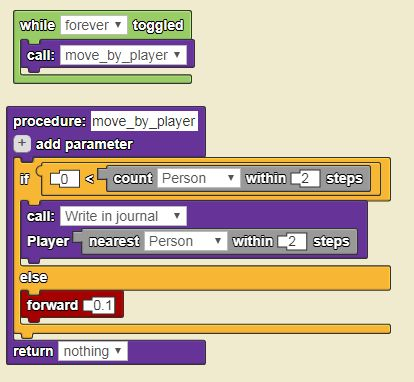 while forever ▾ toggled
call: move_by_player ▾
procedure: move_by_player
+ add parameter
if 0 < count Person ▾ within 2 steps
call: Write in journal ▾
Player nearest Person ▾ within 2 steps
else
forward 0.1
return nothing ▾